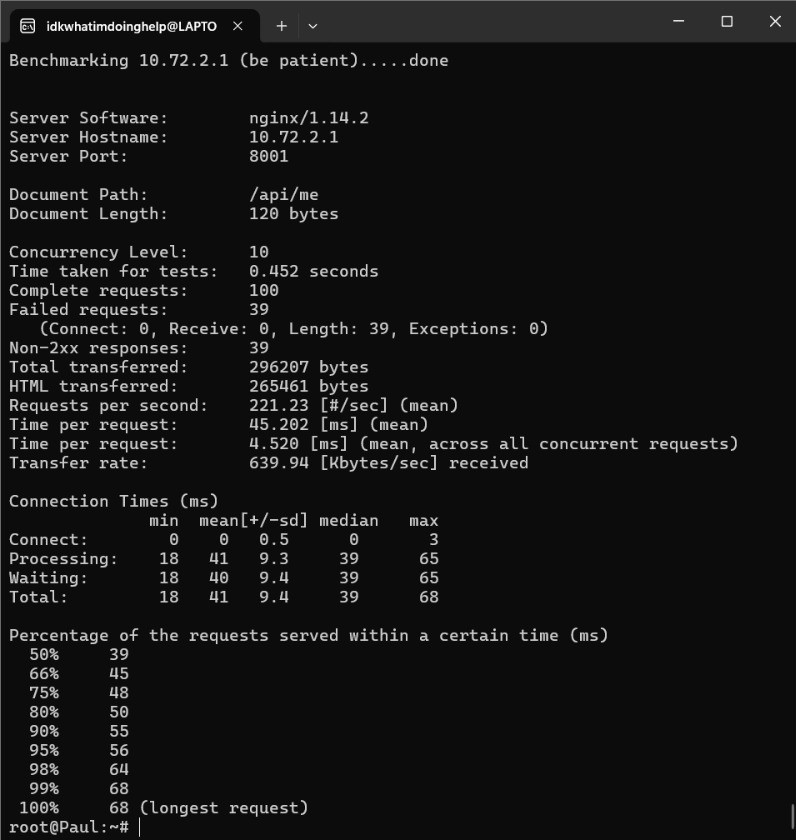 idkwhatimdoinghelp@LAPTO
Benchmarking 10.72.2.1 (be patient).....done
Server Software:        nginx/1.14.2
Server Hostname:        10.72.2.1
Server Port:            8001
Document Path:          /api/me
Document Length:        120 bytes
Concurrency Level:      10
Time taken for tests:   0.452 seconds
Complete requests:      100
Failed requests:        39
   (Connect: 0, Receive: 0, Length: 39, Exceptions: 0)
Non-2xx responses:      39
Total transferred:      296207 bytes
HTML transferred:       265461 bytes
Requests per second:    221.23 [#/sec] (mean)
Time per request:       45.202 [ms] (mean)
Time per request:       4.520 [ms] (mean, across all concurrent requests)
Transfer rate:          639.94 [Kbytes/sec] received
Connection Times (ms)
              min  mean[+/-sd] median   max
Connect:        0    0   0.5      0       3
Processing:    18   41   9.3     39      65
Waiting:       18   40   9.4     39      65
Total:         18   41   9.4     39      68
Percentage of the requests served within a certain time (ms)
  50%     39
  66%     45
  75%     48
  80%     50
  90%     55
  95%     56
  98%     64
  99%     68
 100%     68 (longest request)
root@Paul:~#